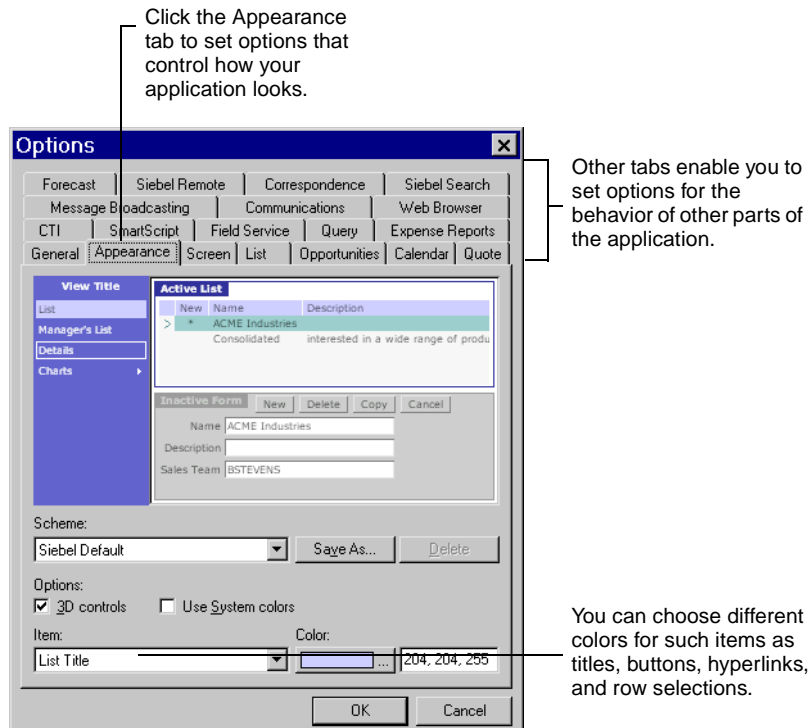 Click the Appearance
tab to set options that
control how your
application looks.
Options
Forecast Siebel Remote Correspondence Siebel Search
Message Broadcasting Communications Web Browser
CTI SmartScript Field Service Query Expense Reports
General Appearance Screen List Opportunities Calendar Quote
Other tabs enable you to
set options for the
behavior of other parts of
the application.
View Title
List
Manager's List
Details
Charts
Active List
New Name Description
> * ACME Industries
Consolidated interested in a wide range of produ
Inactive Form New Delete Copy Cancel
Name ACME Industries
Description
Sales Team BSTEVENS
Scheme:
Siebel Default Save As... Delete
Options:
3D controls Use System colors
Item: Color:
List Title ... 204, 204, 255
You can choose different
colors for such items as
titles, buttons, hyperlinks,
and row selections.
OK Cancel